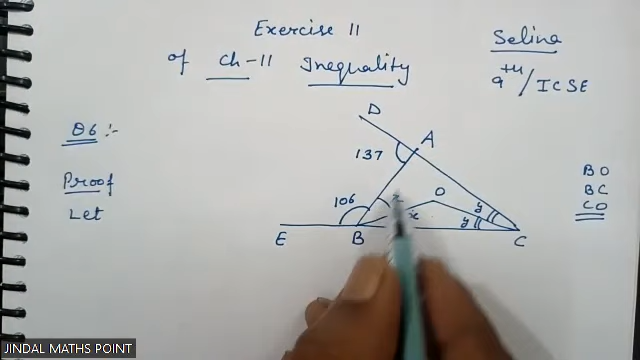 Exercise 11
of Ch-11 Inequality
Selina
9th/ICSE
Q6:-
Proof
Let
D
A
137
106
x
O
x
y
y
E
B
C
BO
BC
CO
JINDAL MATHS POINT